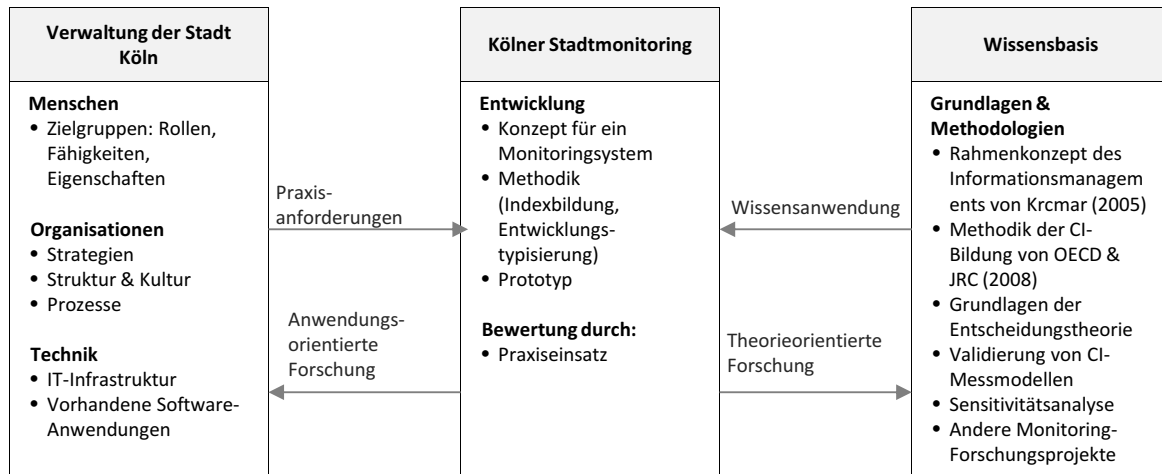 Verwaltung der Stadt
Köln
Menschen
• Zielgruppen: Rollen,
Fähigkeiten,
Eigenschaften
Organisationen
• Strategien
• Struktur & Kultur
• Prozesse
Technik
• IT-Infrastruktur
• Vorhandene Software-
Anwendungen
Praxis-
anforderungen
Anwendungs-
orientierte
Forschung
Kölner Stadtmonitoring
Entwicklung
• Konzept für ein
Monitoringsystem
• Methodik
(Indexbildung,
Entwicklungs-
typisierung)
• Prototyp
Bewertung durch:
• Praxiseinsatz
Wissensanwendung
Theorieorientierte
Forschung
Wissensbasis
Grundlagen &
Methodologien
• Rahmenkonzept des
Informationsmanagem
ents von Krcmar (2005)
• Methodik der CI-
Bildung von OECD &
JRC (2008)
• Grundlagen der
Entscheidungstheorie
• Validierung von CI-
Messmodellen
• Sensitivitätsanalyse
• Andere Monitoring-
Forschungsprojekte